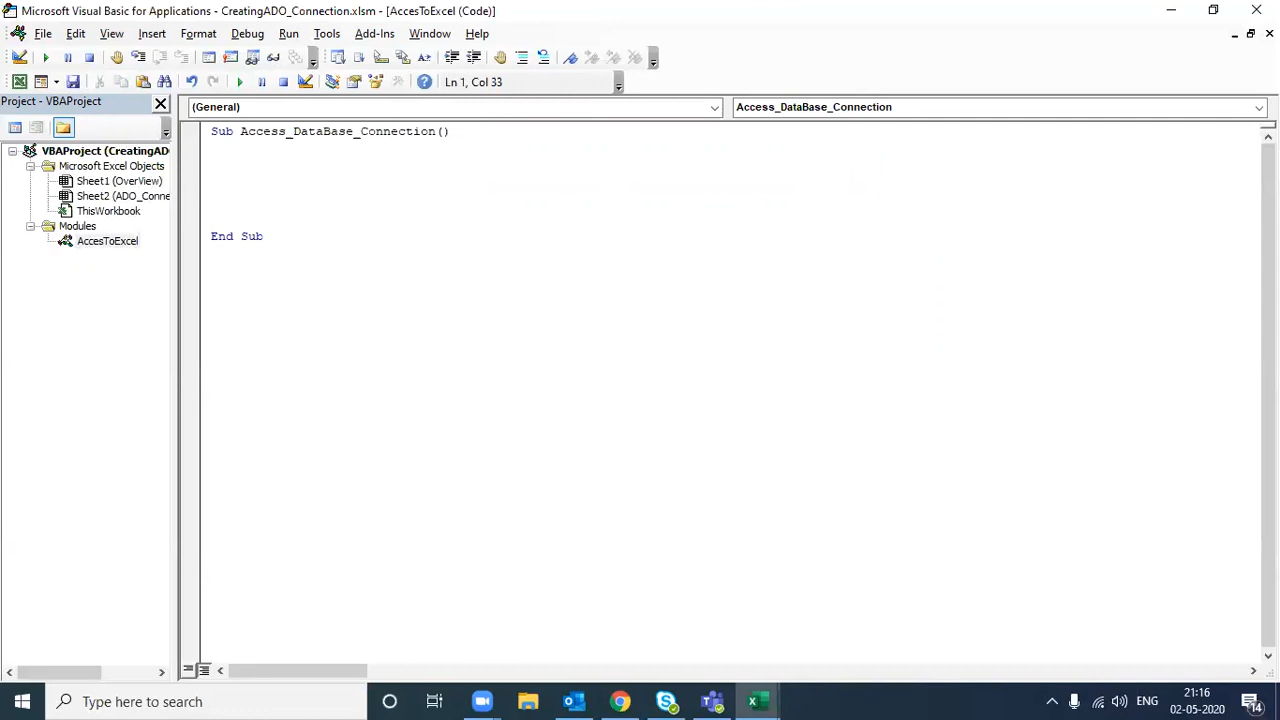 Microsoft Visual Basic for Applications - CreatingADO_Connection.xlsm - [AccesToExcel (Code)]
File Edit View Insert Format Debug Run Tools Add-Ins Window Help
Ln 1, Col 33
Project - VBAProject
(General)
Access_DataBase_Connection
VBAProject (CreatingAD
Microsoft Excel Objects
Sheet1 (OverView)
Sheet2 (ADO_Conne
ThisWorkbook
Modules
AccesToExcel
Sub Access_DataBase_Connection()
End Sub
Type here to search
ENG
21:16
02-05-2020
14